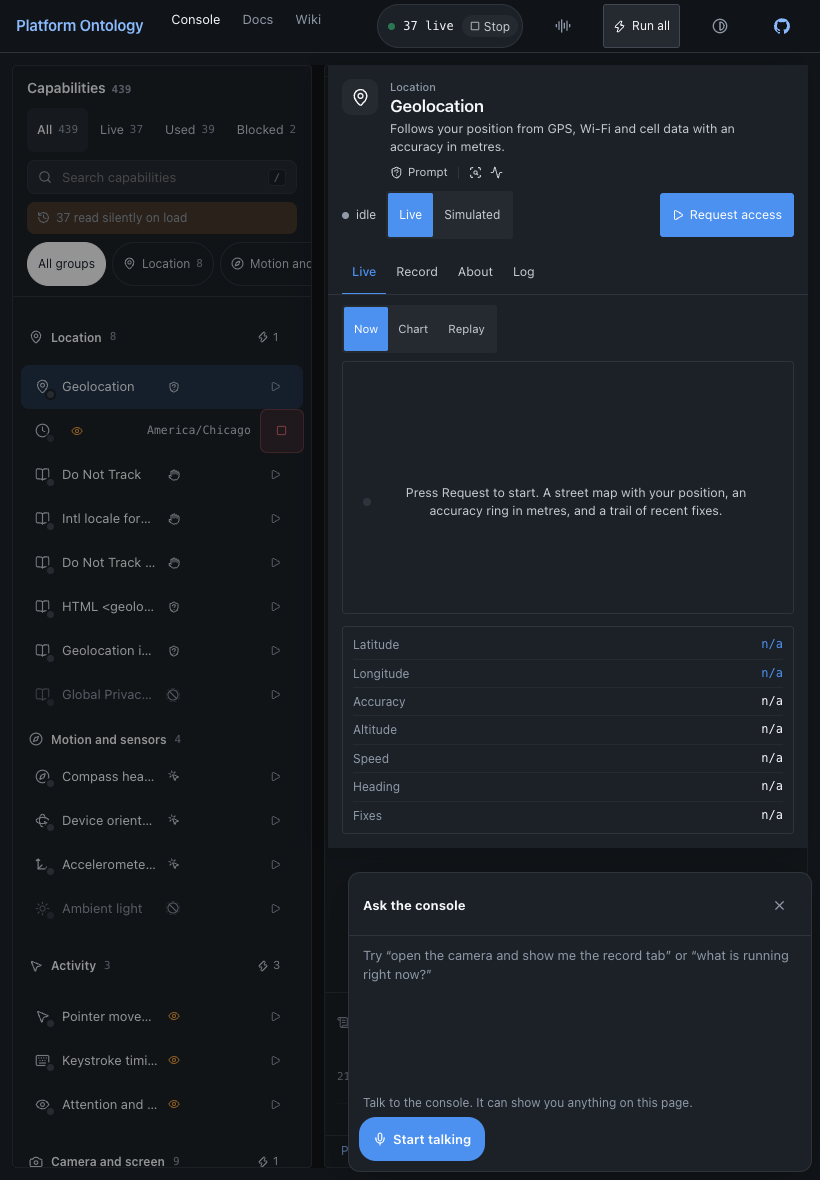 Platform Ontology
Console
Docs
Wiki
37 live
Stop
Run all
Capabilities 439
All 439
Live 37
Used 39
Blocked 2
Search capabilities /
37 read silently on load
All groups
Location 8
Motion and
Location 8
1
Geolocation
America/Chicago
Do Not Track
Intl locale for...
Do Not Track ...
HTML <geolo...
Geolocation i...
Global Privac...
Motion and sensors 4
Compass hea...
Device orient...
Acceleromete...
Ambient light
Activity 3
3
Pointer move...
Keystroke timi...
Attention and ...
Camera and screen 9
1
Location
Geolocation
Follows your position from GPS, Wi-Fi and cell data with an
accuracy in metres.
Prompt
idle
Live
Simulated
Request access
Live
Record
About
Log
Now
Chart
Replay
Press Request to start. A street map with your position, an
accuracy ring in metres, and a trail of recent fixes.
Latitude n/a
Longitude n/a
Accuracy n/a
Altitude n/a
Speed n/a
Heading n/a
Fixes n/a
21
P
Ask the console
Try “open the camera and show me the record tab” or “what is running
right now?”
Talk to the console. It can show you anything on this page.
Start talking